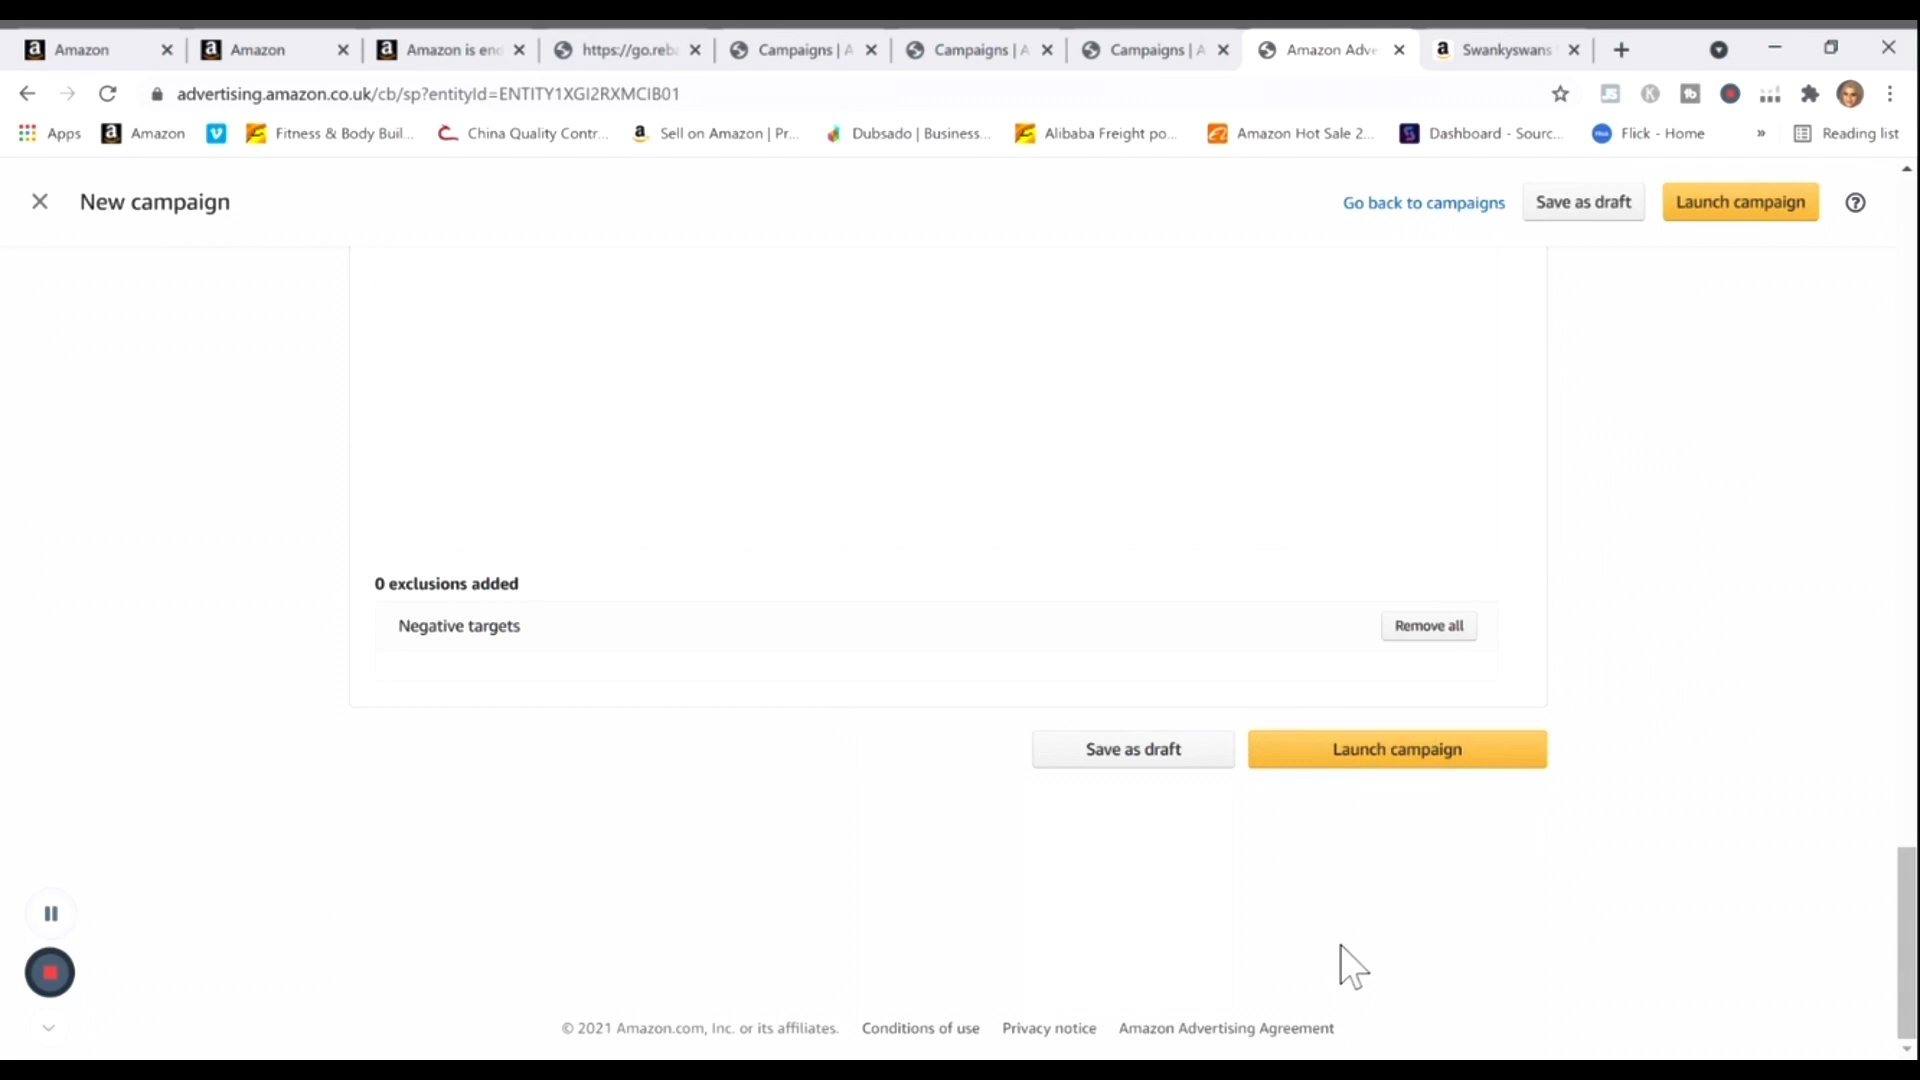 Amazon
Amazon
Amazon is en
https://go.reb
Campaigns | A
Campaigns | A
Campaigns | A
Amazon Adve
Swankyswans
advertising.amazon.co.uk/cb/sp?entityId=ENTITY1XGI2RXMCIB01
Apps
Amazon
Fitness & Body Buil...
China Quality Contr...
Sell on Amazon | Pr...
Dubsado | Business...
Alibaba Freight po...
Amazon Hot Sale 2...
Dashboard - Sourc...
Flick - Home
»
Reading list
New campaign
Go back to campaigns
Save as draft
Launch campaign
0 exclusions added
Negative targets
Remove all
Save as draft
Launch campaign
© 2021 Amazon.com, Inc. or its affiliates.
Conditions of use
Privacy notice
Amazon Advertising Agreement